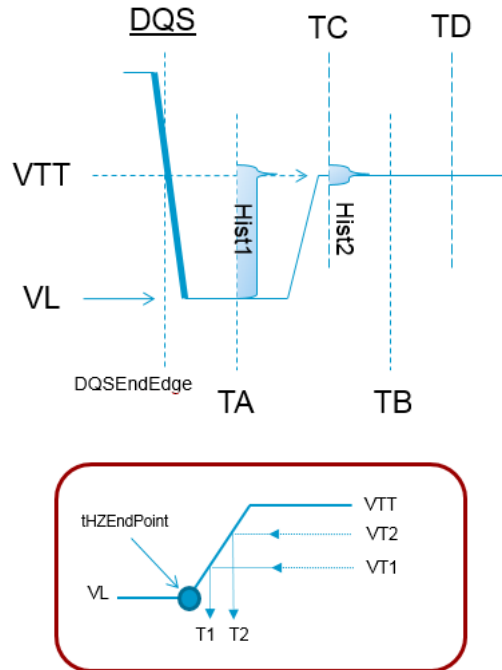 DQS
TC
TD
VTT
Hist1
Hist2
VL
DQSEndEdge
TA
TB
tHZEndPoint
VTT
VT2
VT1
VL
T1
T2